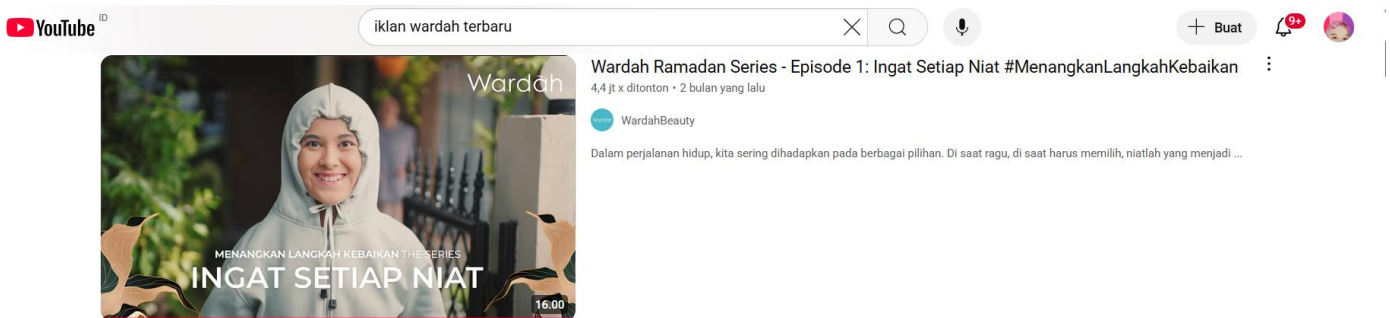 YouTube ID
iklan wardah terbaru
Buat
9+
Wardah
MENANGKAN LANGKAH KEBAIKAN THE SERIES
INGAT SETIAP NIAT
16.00
Wardah Ramadan Series - Episode 1: Ingat Setiap Niat #MenangkanLangkahKebaikan
4,4 jt x ditonton • 2 bulan yang lalu
WardahBeauty
Dalam perjalanan hidup, kita sering dihadapkan pada berbagai pilihan. Di saat ragu, di saat harus memilih, niatlah yang menjadi ...